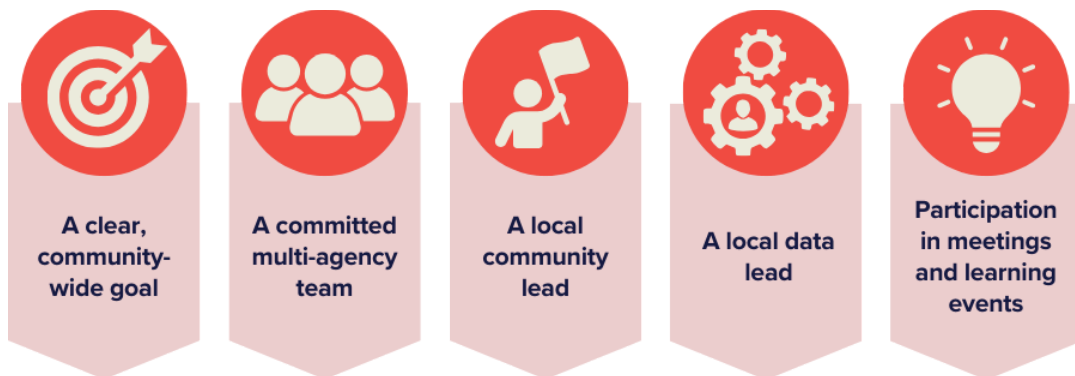 A clear,
community-
wide goal
A committed
multi-agency
team
A local
community
lead
A local data
lead
Participation
in meetings
and learning
events